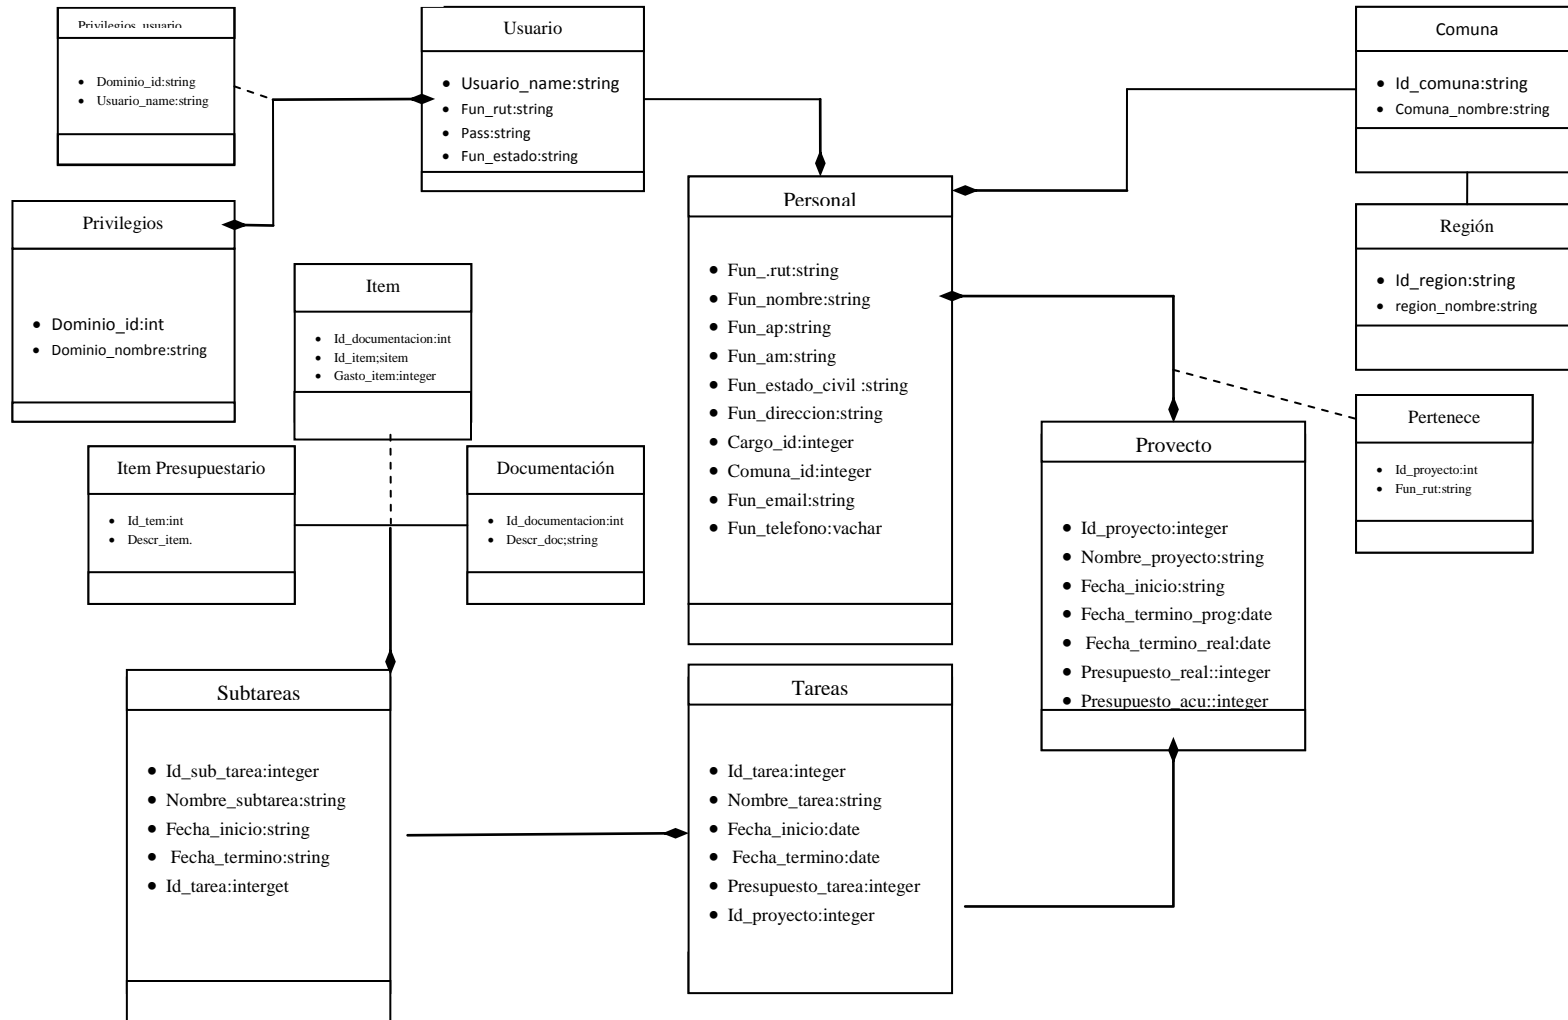 Privilegios_usuario
Dominio_id:string
Usuario_name:string
Usuario
Usuario_name:string
Fun_rut:string
Pass:string
Fun_estado:string
Comuna
Id_comuna:string
Comuna_nombre:string
Privilegios
Dominio_id:int
Dominio_nombre:string
Personal
Fun_.rut:string
Fun_nombre:string
Fun_ap:string
Fun_am:string
Fun_estado_civil :string
Fun_direccion:string
Cargo_id:integer
Comuna_id:integer
Fun_email:string
Fun_telefono:vachar
Región
Id_region:string
region_nombre:string
Item
Id_documentacion:int
Id_item;sitem
Gasto_item:integer
Pertenece
Id_proyecto:int
Fun_rut:string
Item Presupuestario
Id_tem:int
Descr_item.
Documentación
Id_documentacion:int
Descr_doc;string
Proyecto
Id_proyecto:integer
Nombre_proyecto:string
Fecha_inicio:string
Fecha_termino_prog:date
Fecha_termino_real:date
Presupuesto_real::integer
Presupuesto_acu::integer
Subtareas
Id_sub_tarea:integer
Nombre_subtarea:string
Fecha_inicio:string
Fecha_termino:string
Id_tarea:interget
Tareas
Id_tarea:integer
Nombre_tarea:string
Fecha_inicio:date
Fecha_termino:date
Presupuesto_tarea:integer
Id_proyecto:integer